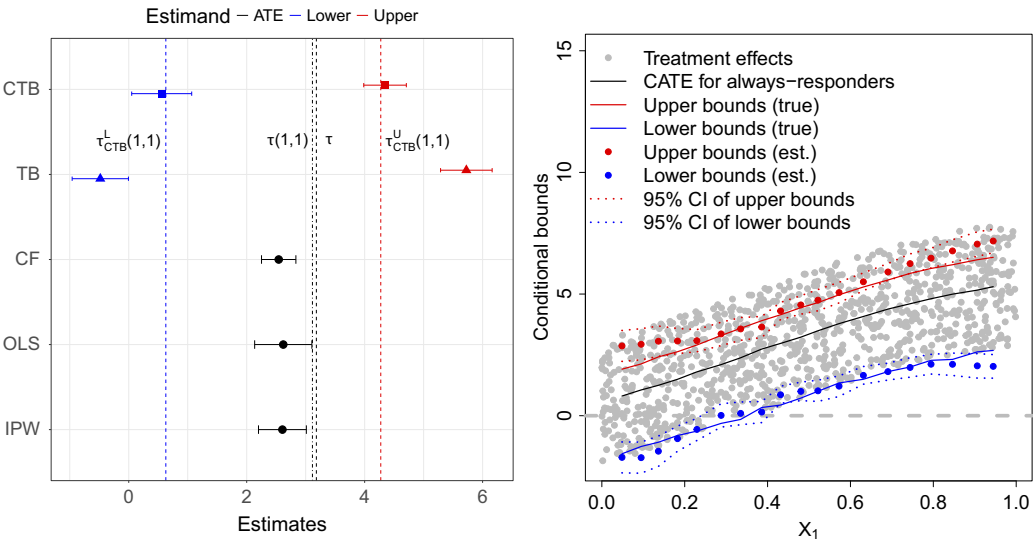 Estimand ATE Lower Upper
CTB
τᴸCTB(1,1) τ(1,1) τ τᵁCTB(1,1)
TB
CF
OLS
IPW
0 2 4 6
Estimates
Treatment effects
CATE for always−responders
Upper bounds (true)
Lower bounds (true)
Upper bounds (est.)
Lower bounds (est.)
95% CI of upper bounds
95% CI of lower bounds
15
10
5
0
Conditional bounds
0.0 0.2 0.4 0.6 0.8 1.0
X₁